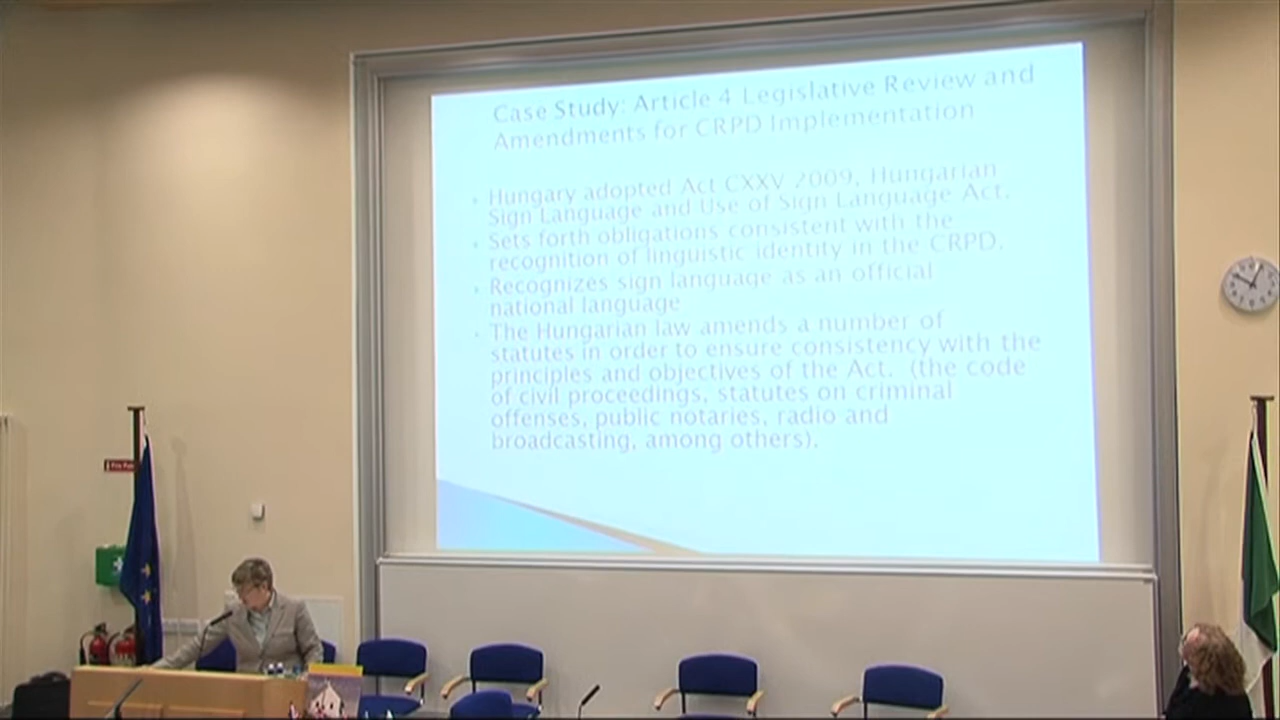 Case Study: Article 4 Legislative Review and
Amendments for CRPD Implementation
Hungary adopted Act CXXV 2009, Hungarian
Sign Language and Use of Sign Language Act.
Sets forth obligations consistent with the
recognition of linguistic identity in the CRPD.
Recognizes sign language as an official
national language
The Hungarian law amends a number of
statutes in order to ensure consistency with the
principles and objectives of the Act. (the code
of civil proceedings, statutes on criminal
offenses, public notaries, radio and
broadcasting, among others).